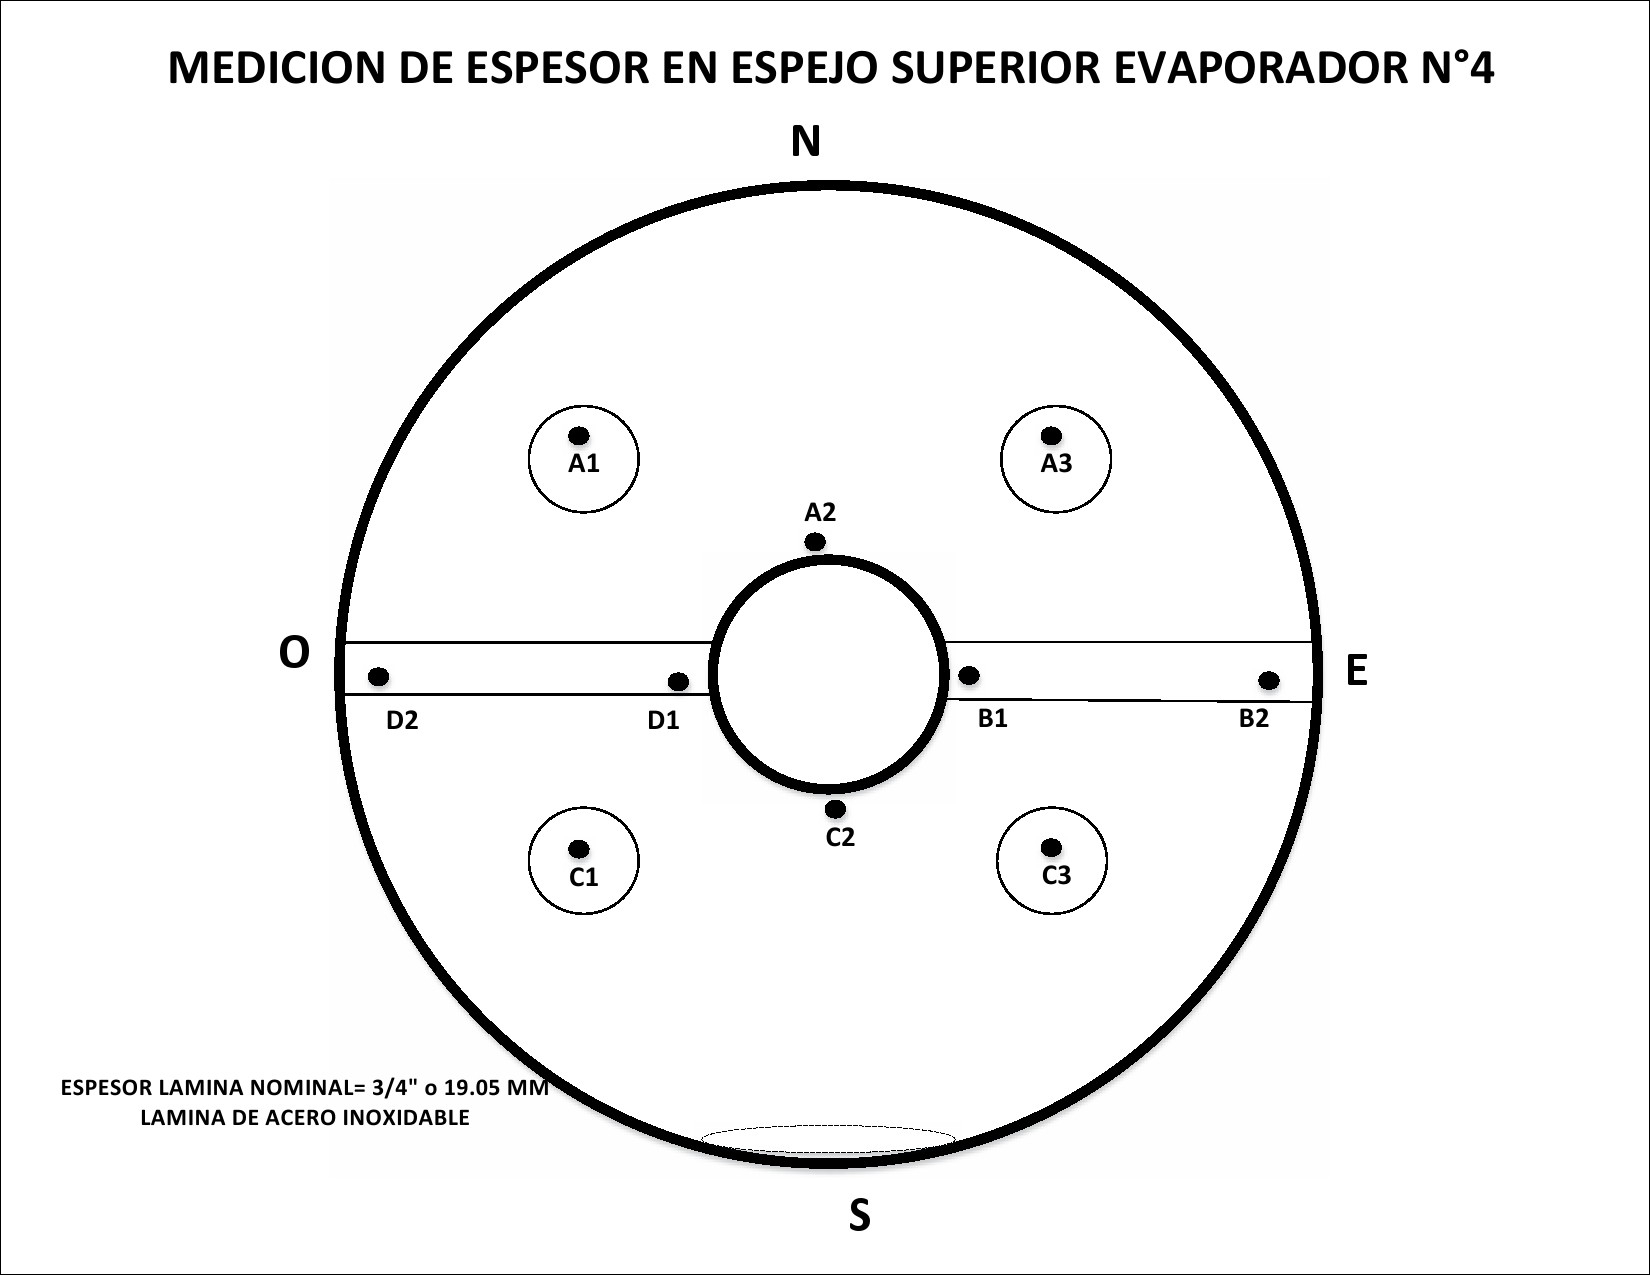 MEDICION DE ESPESOR EN ESPEJO SUPERIOR EVAPORADOR N°4
N
A1
A3
A2
O
E
D2
D1
B1
B2
C2
C1
C3
ESPESOR LAMINA NOMINAL= 3/4" o 19.05 MM
LAMINA DE ACERO INOXIDABLE
S